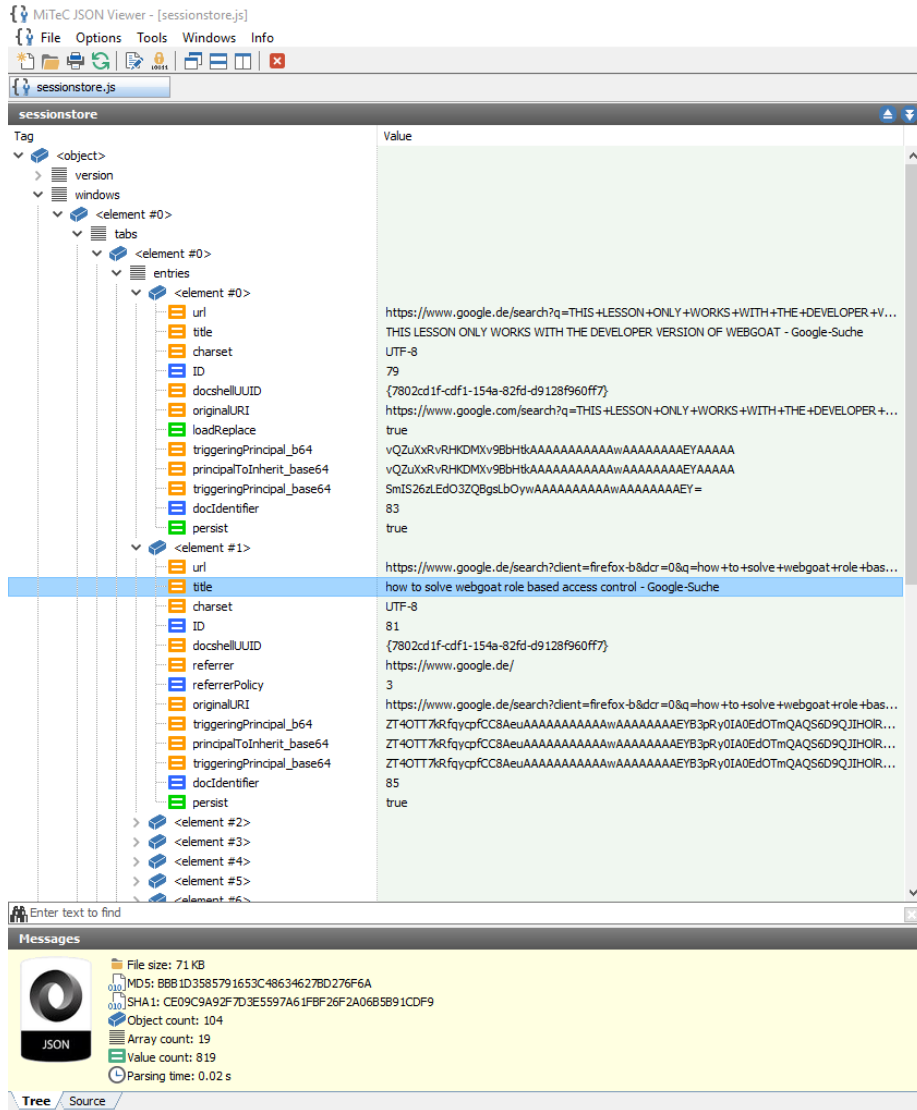 MiTeC JSON Viewer - [sessionstore.js]
File Options Tools Windows Info
sessionstore.js
sessionstore
Tag Value
<object>
version
windows
<element #0>
tabs
<element #0>
entries
<element #0>
url https://www.google.de/search?q=THIS+LESSON+ONLY+WORKS+WITH+THE+DEVELOPER+V...
title THIS LESSON ONLY WORKS WITH THE DEVELOPER VERSION OF WEBGOAT - Google-Suche
charset UTF-8
ID 79
docshellUUID {7802cd1f-cdf1-154a-82fd-d9128f960ff7}
originalURI https://www.google.com/search?q=THIS+LESSON+ONLY+WORKS+WITH+THE+DEVELOPER+...
loadReplace true
triggeringPrincipal_b64 vQZuXxRvRHKDMXv9BbHtkAAAAAAAAAAAwAAAAAAAAEYAAAAA
principalToInherit_base64 vQZuXxRvRHKDMXv9BbHtkAAAAAAAAAAAwAAAAAAAAEYAAAAA
triggeringPrincipal_base64 SmIS26zLEdO3ZQBgsLbOywAAAAAAAAAAwAAAAAAAAEY=
docIdentifier 83
persist true
<element #1>
url https://www.google.de/search?client=firefox-b&dcr=0&q=how+to+solve+webgoat+role+bas...
title how to solve webgoat role based access control - Google-Suche
charset UTF-8
ID 81
docshellUUID {7802cd1f-cdf1-154a-82fd-d9128f960ff7}
referrer https://www.google.de/
referrerPolicy 3
originalURI https://www.google.de/search?client=firefox-b&dcr=0&q=how+to+solve+webgoat+role+bas...
triggeringPrincipal_b64 ZT4OTT7kRfqycpfCC8AeuAAAAAAAAAAAwAAAAAAAAEYB3pRy0IA0EdOTmQAQS6D9QJIHOlR...
principalToInherit_base64 ZT4OTT7kRfqycpfCC8AeuAAAAAAAAAAAwAAAAAAAAEYB3pRy0IA0EdOTmQAQS6D9QJIHOlR...
triggeringPrincipal_base64 ZT4OTT7kRfqycpfCC8AeuAAAAAAAAAAAwAAAAAAAAEYB3pRy0IA0EdOTmQAQS6D9QJIHOlR...
docIdentifier 85
persist true
<element #2>
<element #3>
<element #4>
<element #5>
<element #6>
Enter text to find
Messages
File size: 71 KB
MD5: BBB1D3585791653C48634627BD276F6A
SHA1: CE09C9A92F7D3E5597A61FBF26F2A06B5B91CDF9
Object count: 104
Array count: 19
Value count: 819
Parsing time: 0.02 s
JSON
Tree Source